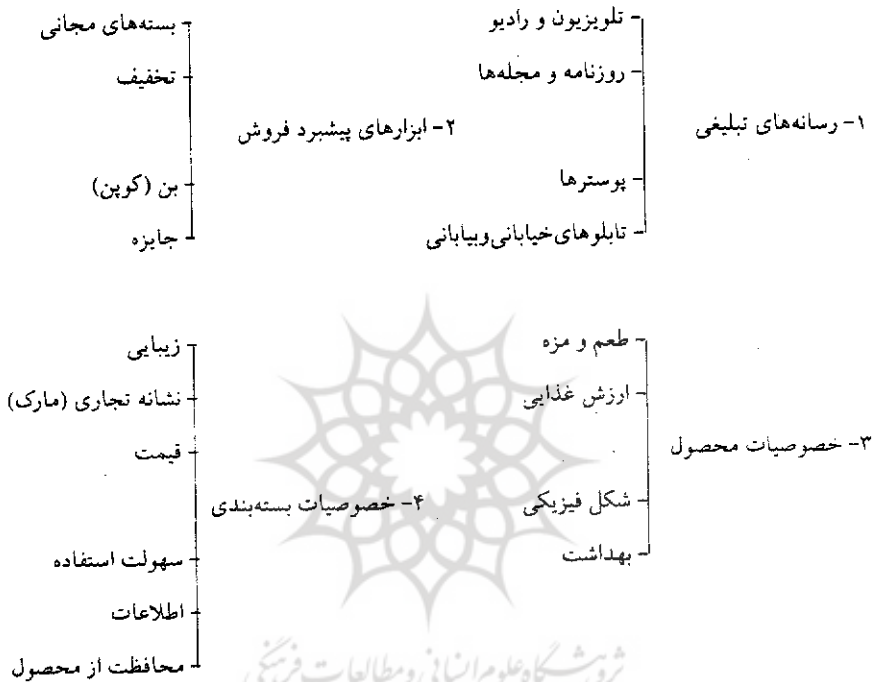 ۱- رسانه‌های تبلیغی
تلویزیون و رادیو
روزنامه و مجله‌ها
پوسترها
تابلوهای‌خیابانی‌وبیابانی
۲- ابزارهای پیشبرد فروش
بسته‌های مجانی
تخفیف
بن (کوپن)
جایزه
۳- خصوصیات محصول
طعم و مزه
ارزش غذایی
شکل فیزیکی
بهداشت
۴- خصوصیات بسته‌بندی
زیبایی
نشانه تجاری (مارک)
قیمت
سهولت استفاده
اطلاعات
محافظت از محصول
پژوهشگاه علوم انسانی و مطالعات فرهنگی